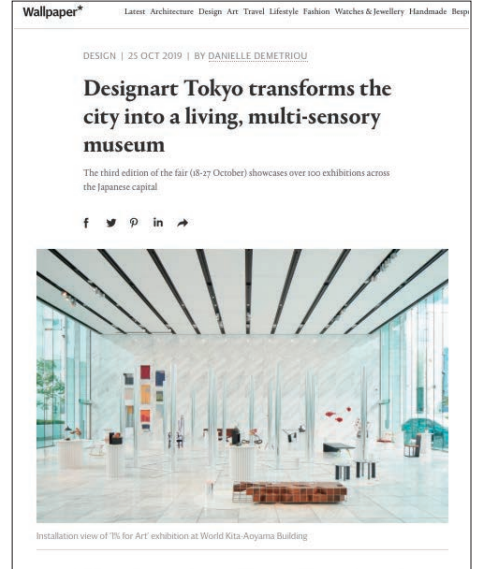 Wallpaper*
Latest Architecture Design Art Travel Lifestyle Fashion Watches & Jewellery Handmade Besp
DESIGN | 25 OCT 2019 | BY DANIELLE DEMETRIOU
Designart Tokyo transforms the
city into a living, multi-sensory
museum
The third edition of the fair (18-27 October) showcases over 100 exhibitions across
the Japanese capital
Installation view of '1% for Art' exhibition at World Kita-Aoyama Building